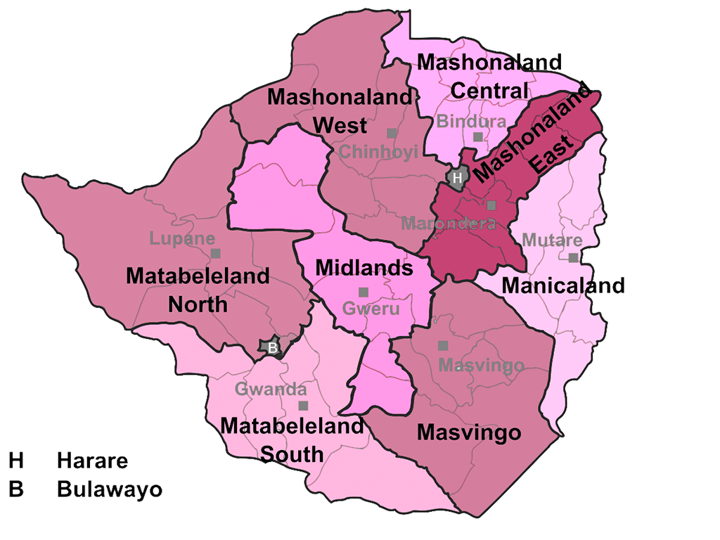 Mashonaland
Central
Mashonaland
West
Bindura
Mashonaland
East
Chinhoyi
H
Marondera
Lupane
Mutare
Matabeleland
North
Midlands
Manicaland
Gweru
B
Masvingo
Gwanda
Matabeleland
South
Masvingo
H Harare
B Bulawayo